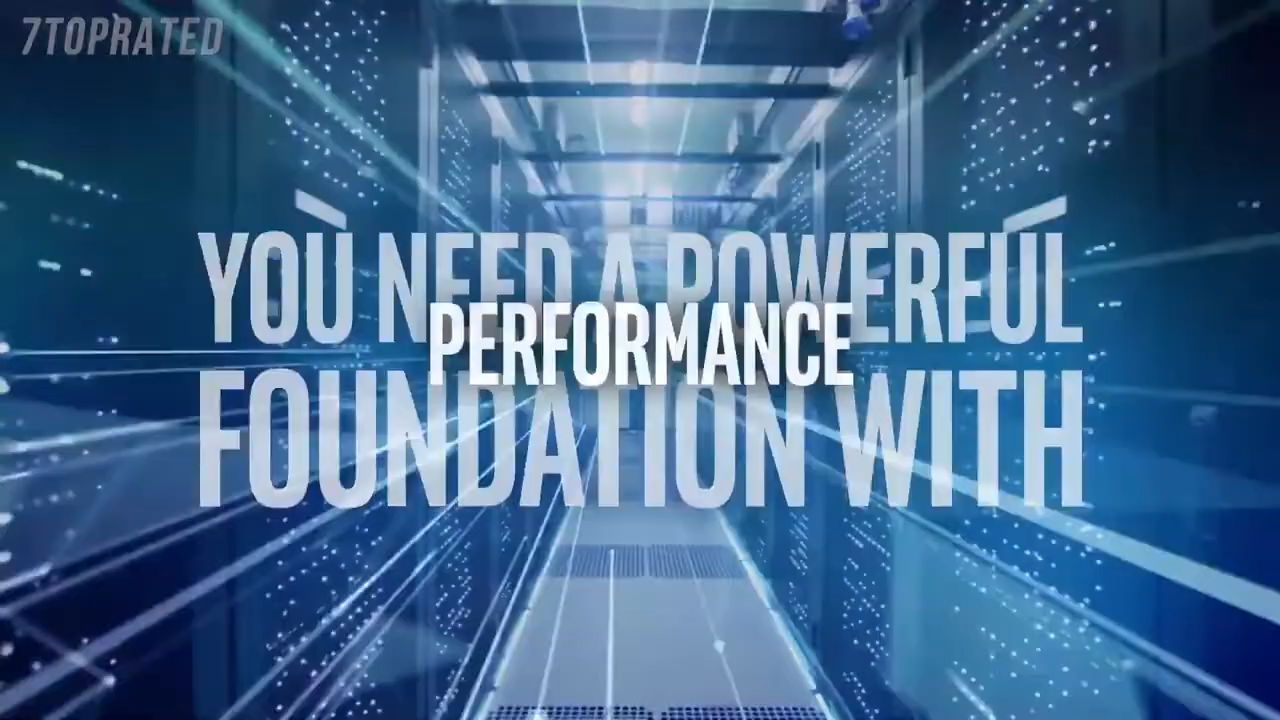 7TOPRATED
YOU NEED A POWERFUL
PERFORMANCE
FOUNDATION WITH